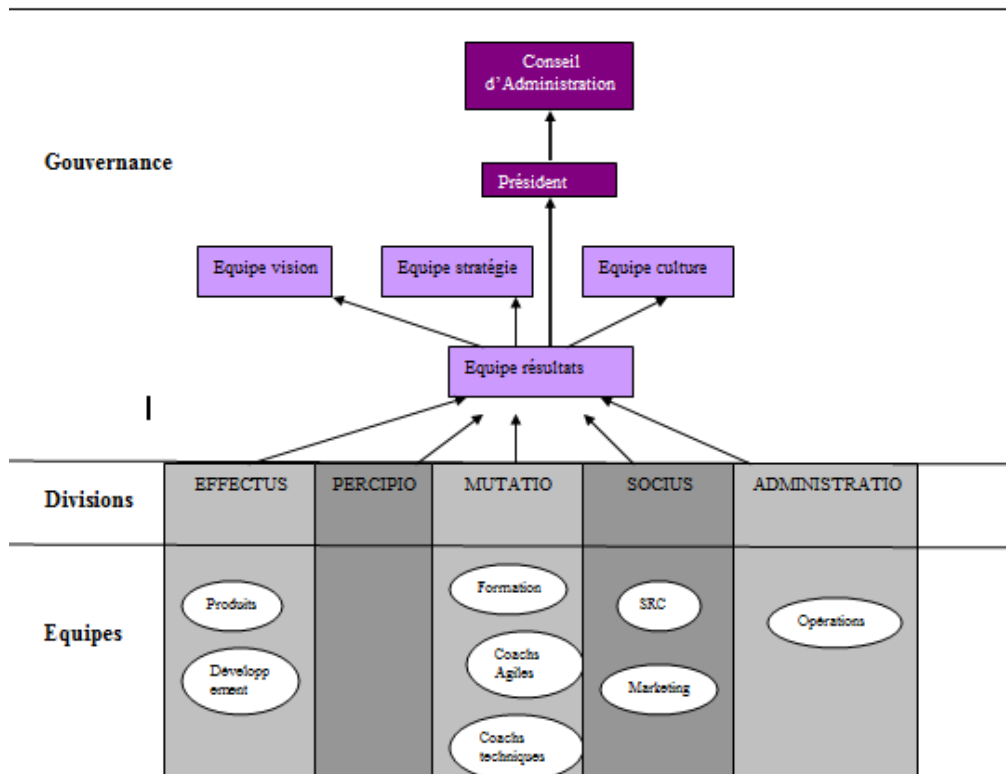 Conseil
d’Administration
Gouvernance
Président
Equipe vision
Equipe stratégie
Equipe culture
Equipe résultats
Divisions
EFFECTUS
PERCIPIO
MUTATIO
SOCIUS
ADMINISTRATIO
Equipes
Produits
Développ
ement
Formation
Coachs
Agiles
Coachs
techniques
SRC
Marketing
Opérations